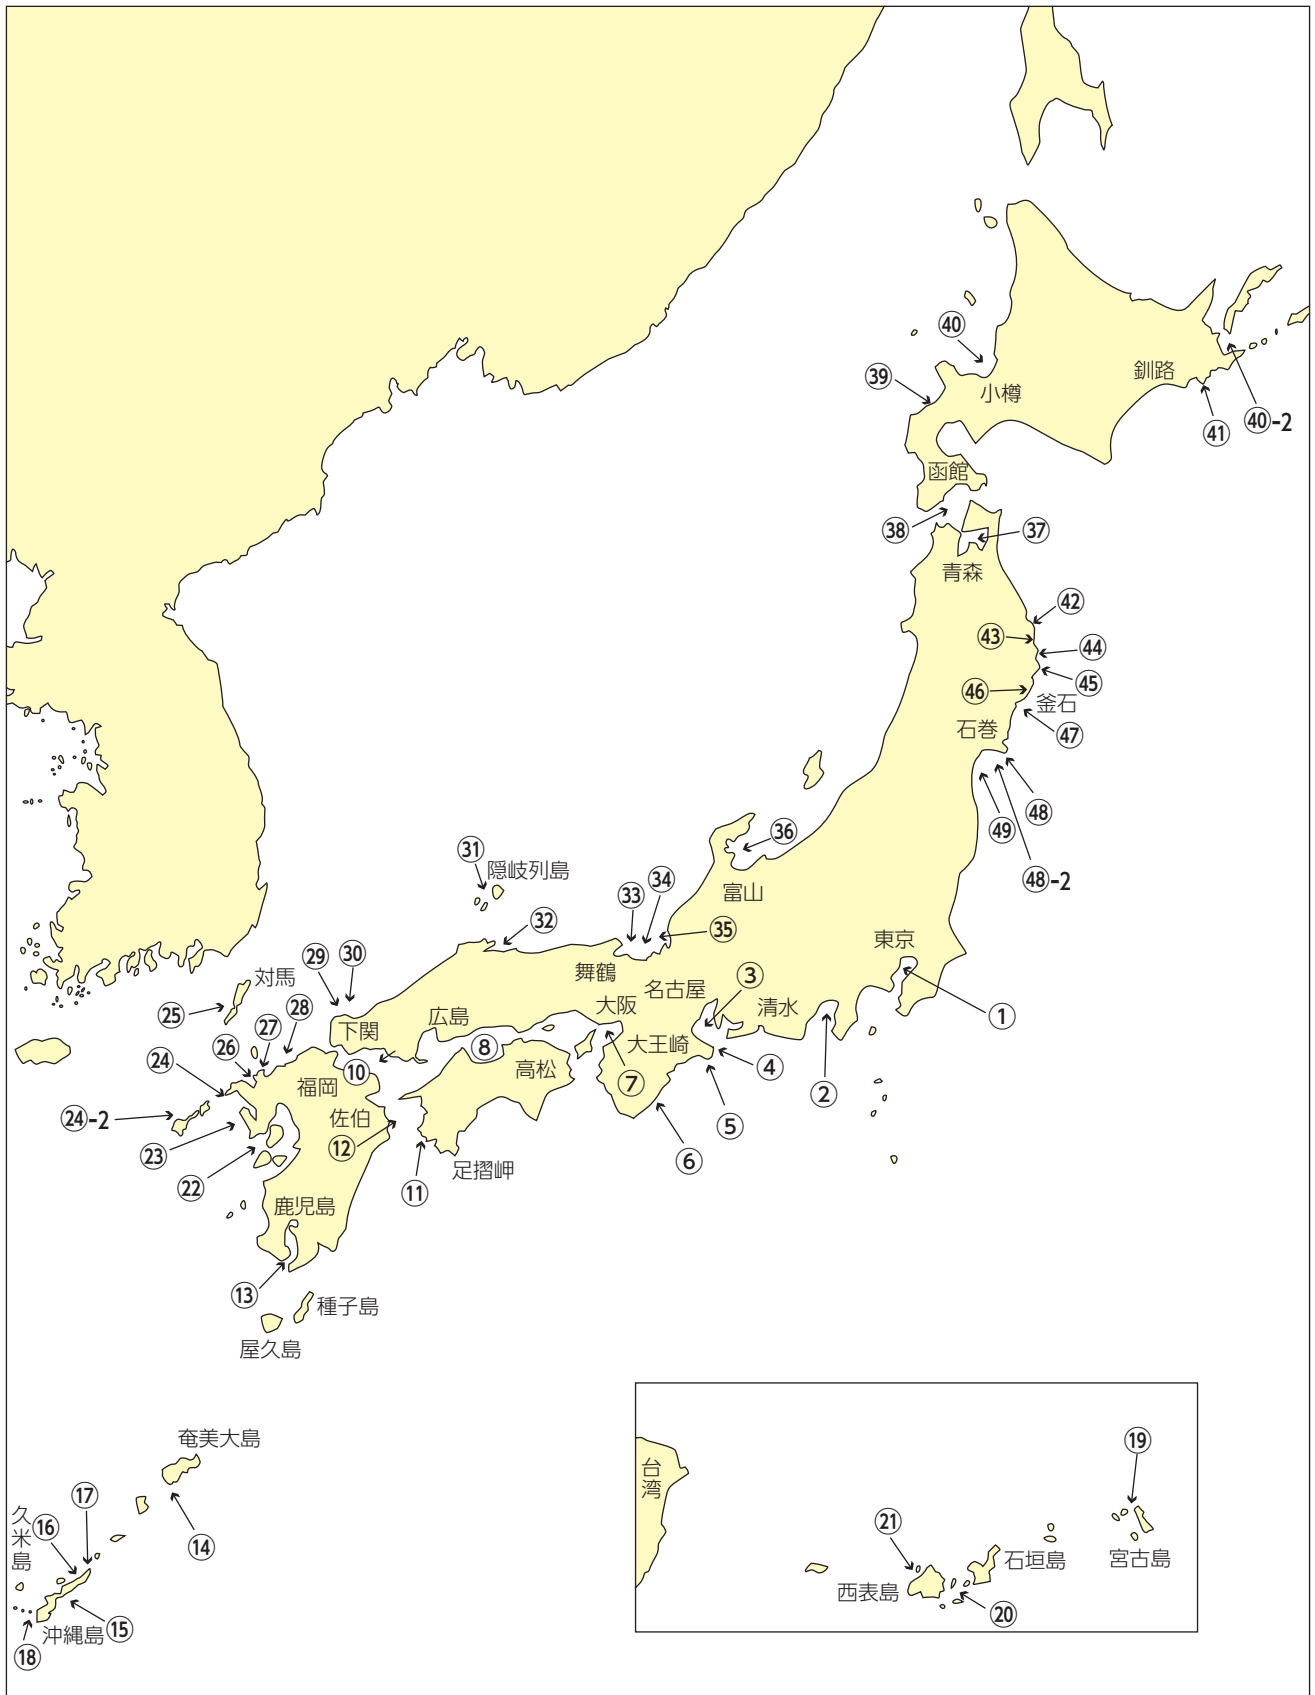 ㊵
釧路
㊴
小樽
㊶
㊵-2
函館
㊳
㊲
青森
㊷
㊸
㊹
㊺
㊻
釜石
㊼
石巻
㊽
㊾
㊽-2
㊱
㉛
隠岐列島
富山
㉞
㉝
㉜
㉟
東京
舞鶴
対馬
㉙
㉚
名古屋
③
㉕
㉘
大阪
清水
①
広島
下関
㉗
大王崎
㉖
⑧
④
㉔
⑩
高松
福岡
⑦
②
㉔-2
佐伯
⑤
㉓
⑫
⑥
足摺岬
㉒
⑪
鹿児島
⑬
種子島
屋久島
奄美大島
⑰
久米島
⑯
⑭
⑮
沖縄島
⑱
台湾
⑲
㉑
石垣島
宮古島
西表島
⑳